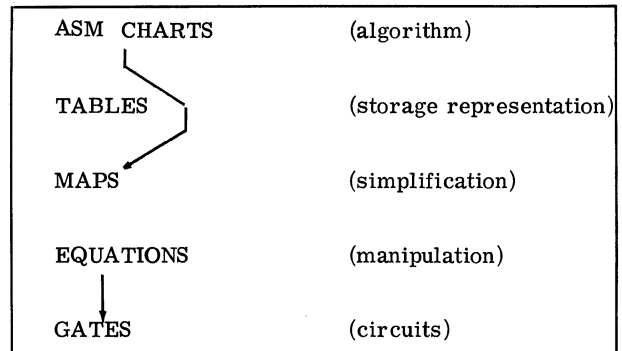 ASM CHARTS (algorithm)
TABLES (storage representation)
MAPS (simplification)
EQUATIONS (manipulation)
GATES (circuits)